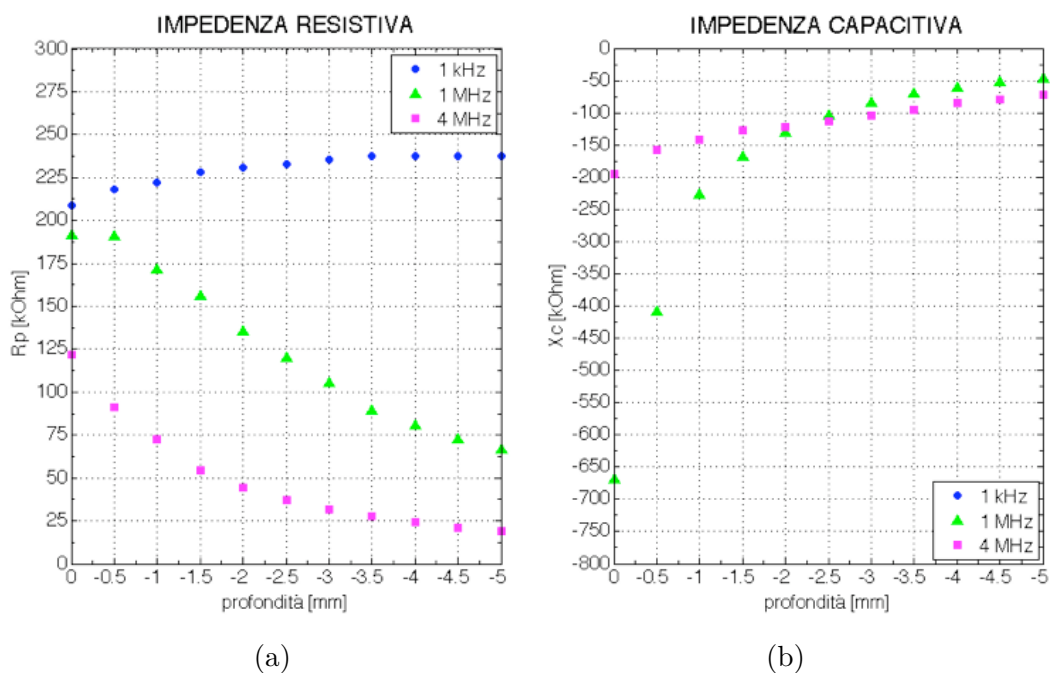 IMPEDENZA RESISTIVA
300
275
250
225
200
175
150
125
100
75
50
25
0
Rp [kOhm]
1 kHz
1 MHz
4 MHz
0 -0.5 -1 -1.5 -2 -2.5 -3 -3.5 -4 -4.5 -5
profondità [mm]
(a)
IMPEDENZA CAPACITIVA
0
-50
-100
-150
-200
-250
-300
-350
-400
-450
-500
-550
-600
-650
-700
-750
-800
Xc [kOhm]
1 kHz
1 MHz
4 MHz
0 -0.5 -1 -1.5 -2 -2.5 -3 -3.5 -4 -4.5 -5
profondità [mm]
(b)